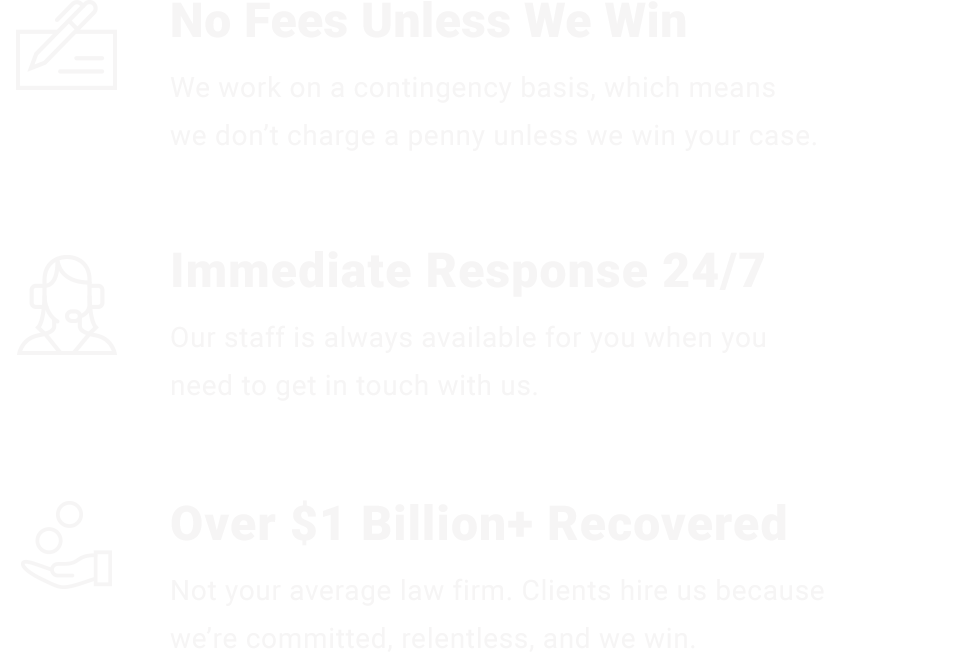 No Fees Unless We Win
We work on a contingency basis, which means
we don’t charge a penny unless we win your case.
Immediate Response 24/7
Our staff is always available for you when you
need to get in touch with us.
Over $1 Billion+ Recovered
Not your average law firm. Clients hire us because
we’re committed, relentless, and we win.